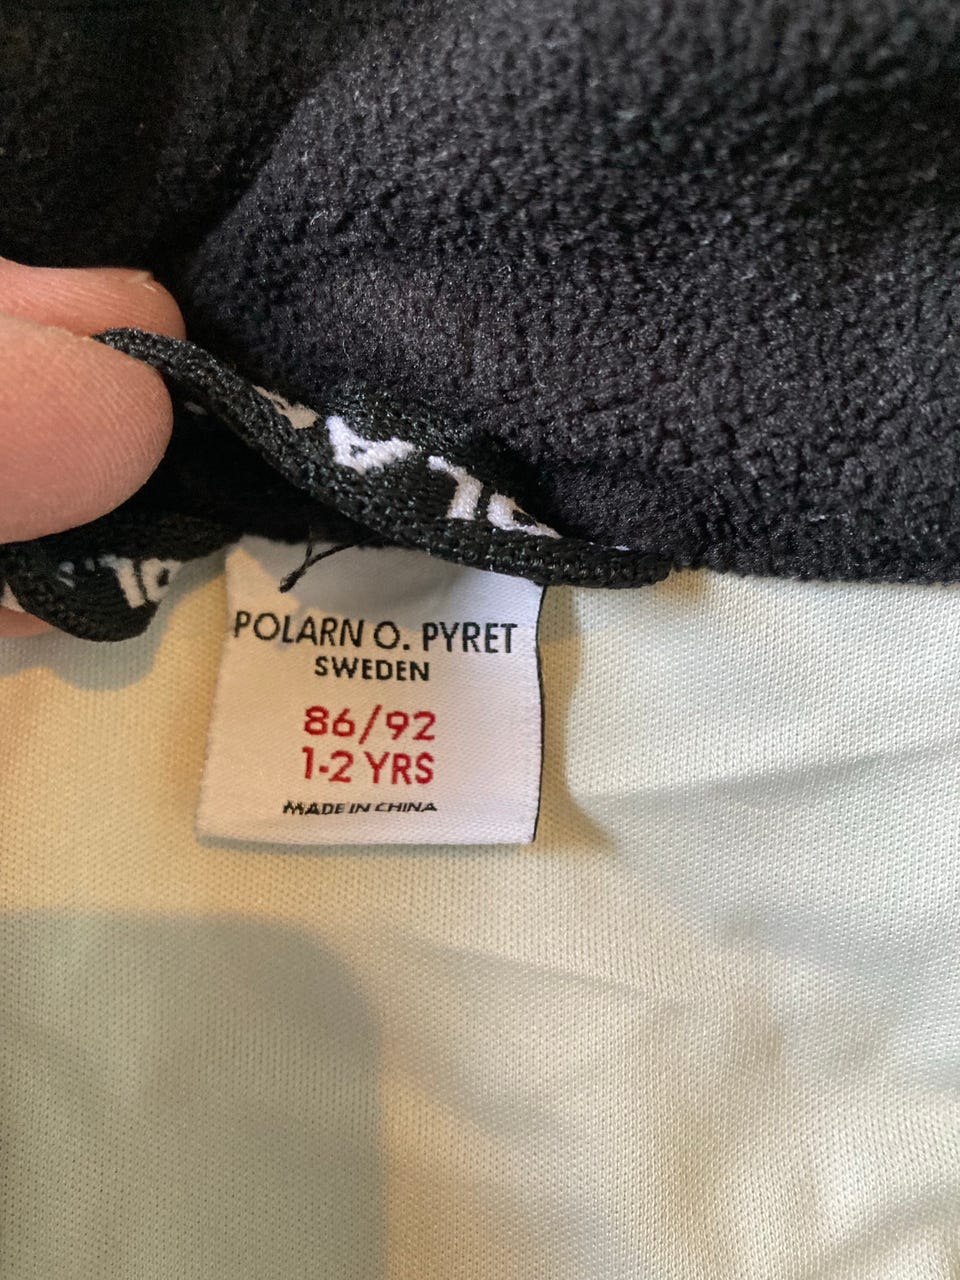 POLARN O. PYRET
SWEDEN
86/92
1-2 YRS
MADE IN CHINA